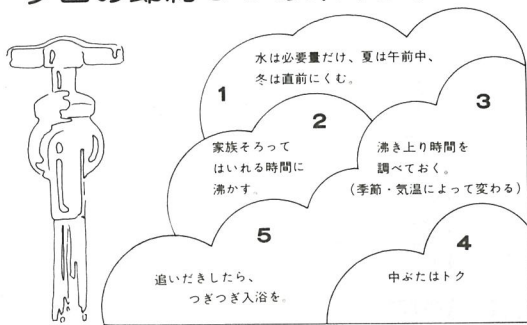 1
水は必要量だけ、夏は午前中、
冬は直前にくむ。
2
家族そろって
はいれる時間に
沸かす。
3
沸き上り時間を
調べておく。
(季節・気温によって変わる)
4
中ぶたはトク
5
追いだきしたら、
つぎつぎ入浴を。